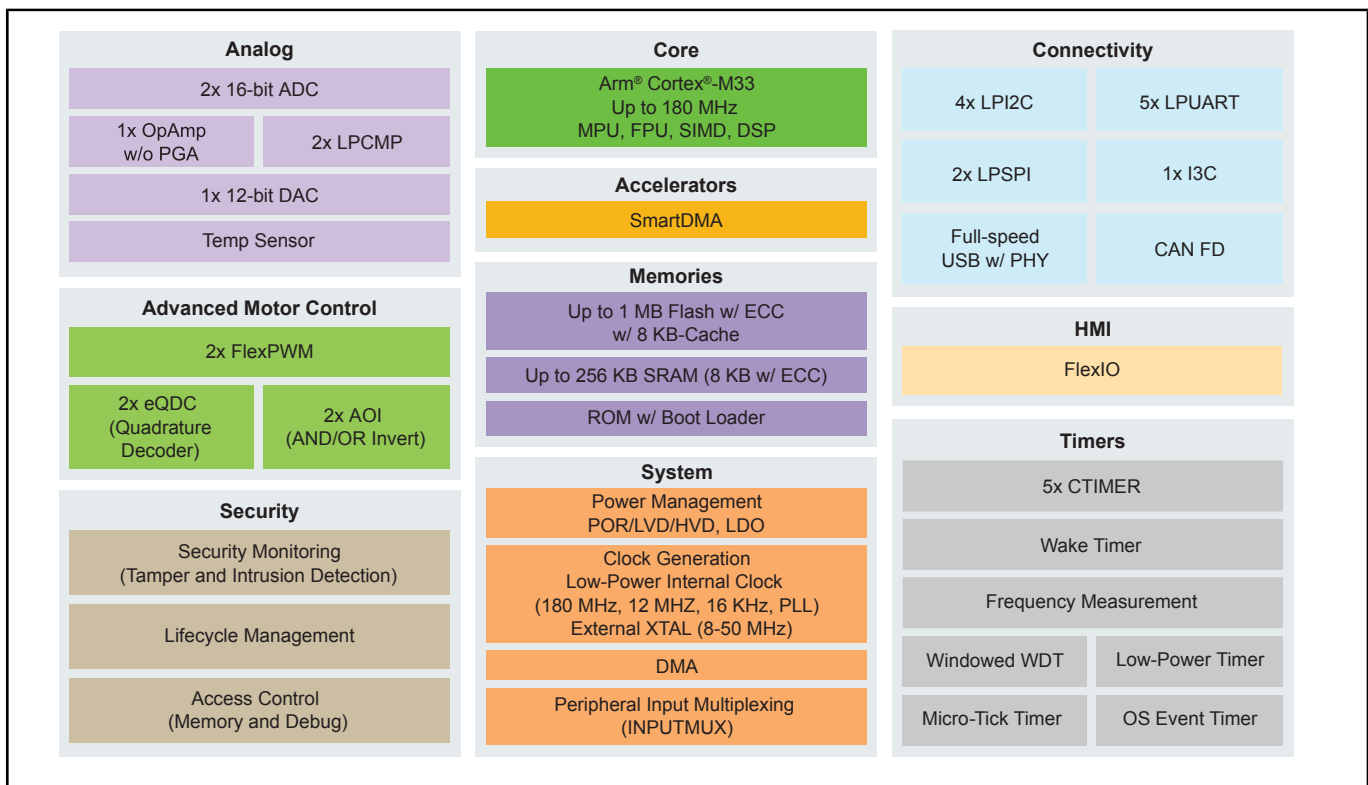 Analog
2x 16-bit ADC
1x OpAmp
w/o PGA
2x LPCMP
1x 12-bit DAC
Temp Sensor
Advanced Motor Control
2x FlexPWM
2x eQDC
(Quadrature
Decoder)
2x AOI
(AND/OR Invert)
Security
Security Monitoring
(Tamper and Intrusion Detection)
Lifecycle Management
Access Control
(Memory and Debug)
Core
Arm® Cortex®-M33
Up to 180 MHz
MPU, FPU, SIMD, DSP
Accelerators
SmartDMA
Memories
Up to 1 MB Flash w/ ECC
w/ 8 KB-Cache
Up to 256 KB SRAM (8 KB w/ ECC)
ROM w/ Boot Loader
System
Power Management
POR/LVD/HVD, LDO
Clock Generation
Low-Power Internal Clock
(180 MHz, 12 MHZ, 16 KHz, PLL)
External XTAL (8-50 MHz)
DMA
Peripheral Input Multiplexing
(INPUTMUX)
Connectivity
4x LPI2C
5x LPUART
2x LPSPI
1x I3C
Full-speed
USB w/ PHY
CAN FD
HMI
FlexIO
Timers
5x CTIMER
Wake Timer
Frequency Measurement
Windowed WDT
Low-Power Timer
Micro-Tick Timer
OS Event Timer